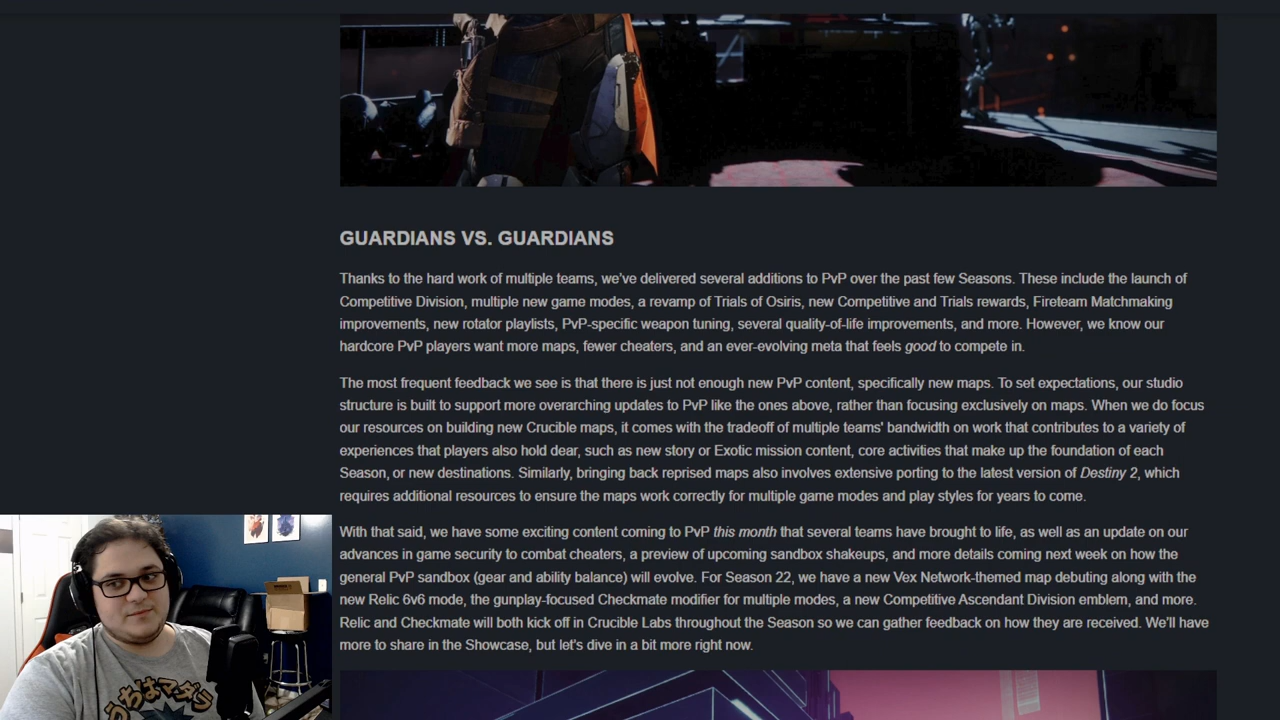 GUARDIANS VS. GUARDIANS
Thanks to the hard work of multiple teams, we've delivered several additions to PvP over the past few Seasons. These include the launch of
Competitive Division, multiple new game modes, a revamp of Trials of Osiris, new Competitive and Trials rewards, Fireteam Matchmaking
improvements, new rotator playlists, PvP-specific weapon tuning, several quality-of-life improvements, and more. However, we know our
hardcore PvP players want more maps, fewer cheaters, and an ever-evolving meta that feels good to compete in.
The most frequent feedback we see is that there is just not enough new PvP content, specifically new maps. To set expectations, our studio
structure is built to support more overarching updates to PvP like the ones above, rather than focusing exclusively on maps. When we do focus
our resources on building new Crucible maps, it comes with the tradeoff of multiple teams' bandwidth on work that contributes to a variety of
experiences that players also hold dear, such as new story or Exotic mission content, core activities that make up the foundation of each
Season, or new destinations. Similarly, bringing back reprised maps also involves extensive porting to the latest version of Destiny 2, which
requires additional resources to ensure the maps work correctly for multiple game modes and play styles for years to come.
With that said, we have some exciting content coming to PvP this month that several teams have brought to life, as well as an update on our
advances in game security to combat cheaters, a preview of upcoming sandbox shakeups, and more details coming next week on how the
general PvP sandbox (gear and ability balance) will evolve. For Season 22, we have a new Vex Network-themed map debuting along with the
new Relic 6v6 mode, the gunplay-focused Checkmate modifier for multiple modes, a new Competitive Ascendant Division emblem, and more.
Relic and Checkmate will both kick off in Crucible Labs throughout the Season so we can gather feedback on how they are received. We'll have
more to share in the Showcase, but let's dive in a bit more right now.
うちはマダラ